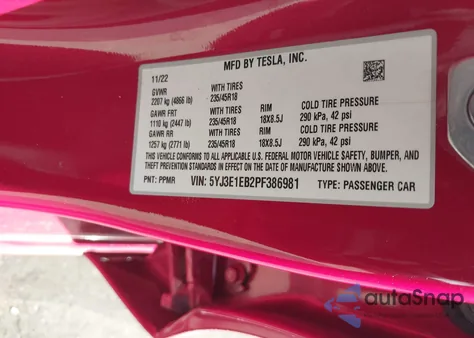 MFD BY TESLA, INC.
11/22
GVWR WITH TIRES
2207 kg (4866 lb) 235/45R18
GAWR FRT WITH TIRES RIM COLD TIRE PRESSURE
1110 kg (2447 lb) 235/45R18 18X8.5J 290 kPa, 42 psi
GAWR RR WITH TIRES RIM COLD TIRE PRESSURE
1257 kg (2771 lb) 235/45R18 18X8.5J 290 kPa, 42 psi
THIS VEHICLE CONFORMS TO ALL APPLICABLE U.S. FEDERAL MOTOR VEHICLE SAFETY, BUMPER, AND
THEFT PREVENTION STANDARDS IN EFFECT ON THE DATE OF MANUFACTURE SHOWN ABOVE.
PNT: PPMR VIN: 5YJ3E1EB2PF386981 TYPE: PASSENGER CAR
autoSnap